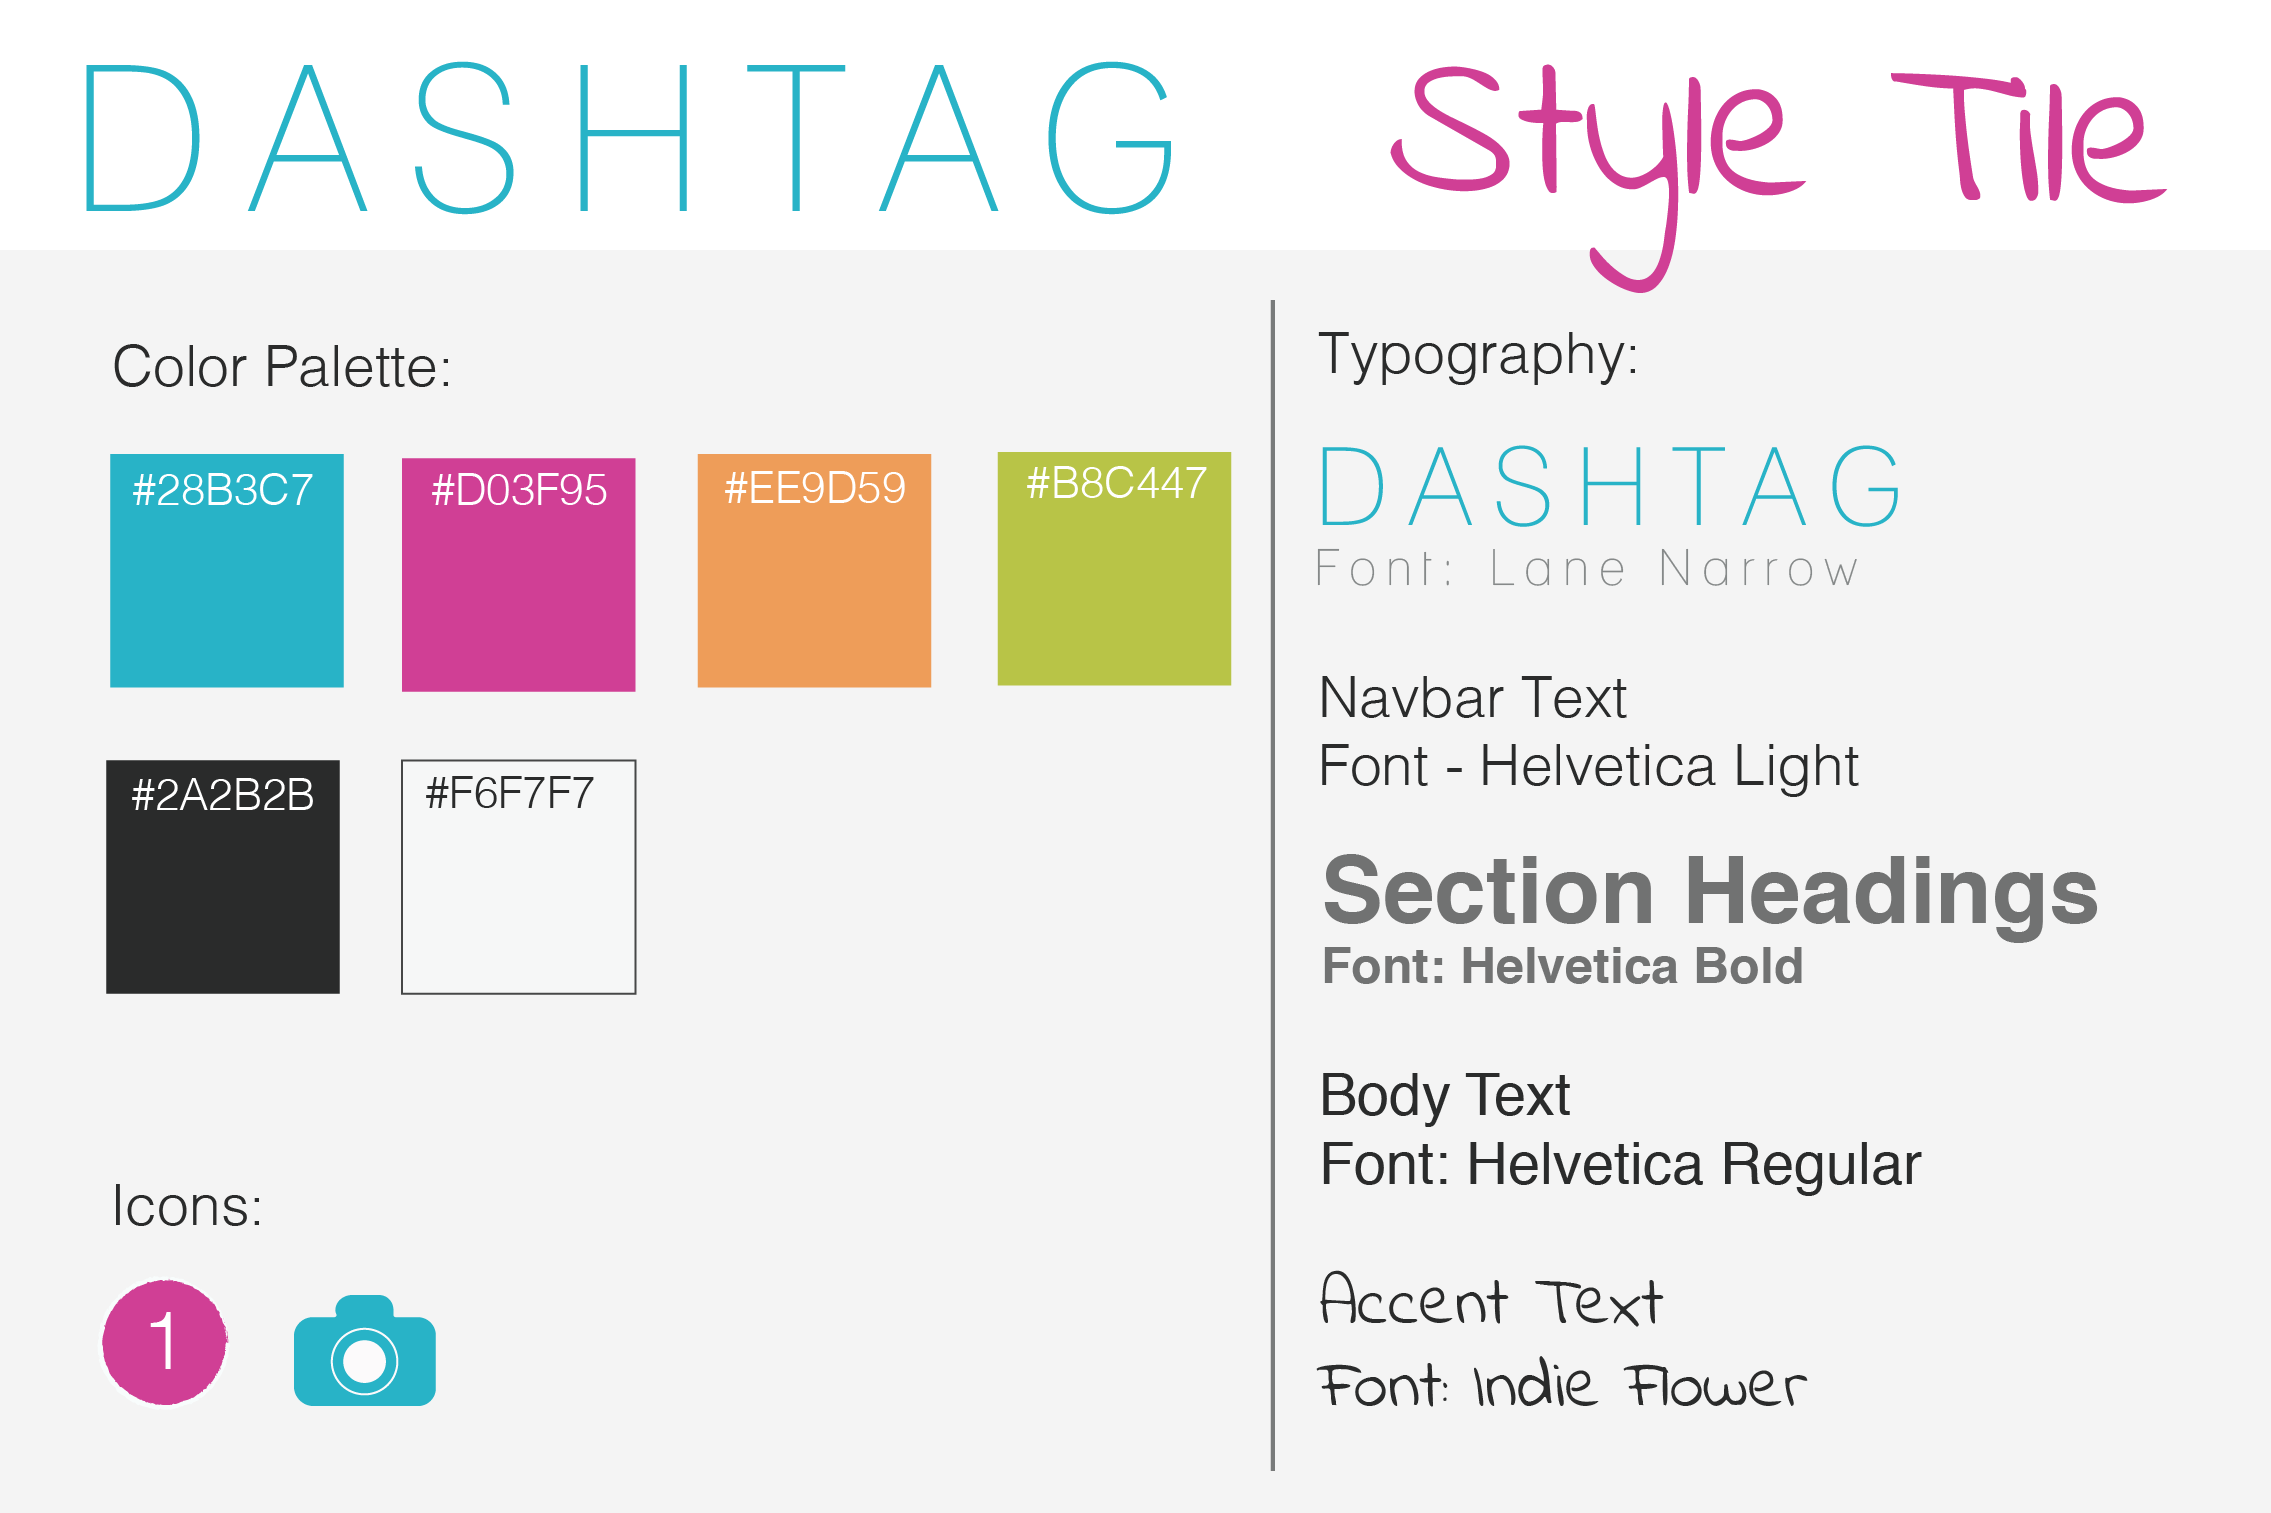 DASHTAG Style Tile
Color Palette:
#28B3C7 #D03F95 #EE9D59 #B8C447
#2A2B2B #F6F7F7
Icons:
1
Typography:
DASHTAG
Font: Lane Narrow
Navbar Text
Font - Helvetica Light
Section Headings
Font: Helvetica Bold
Body Text
Font: Helvetica Regular
Accent Text
Font: Indie Flower